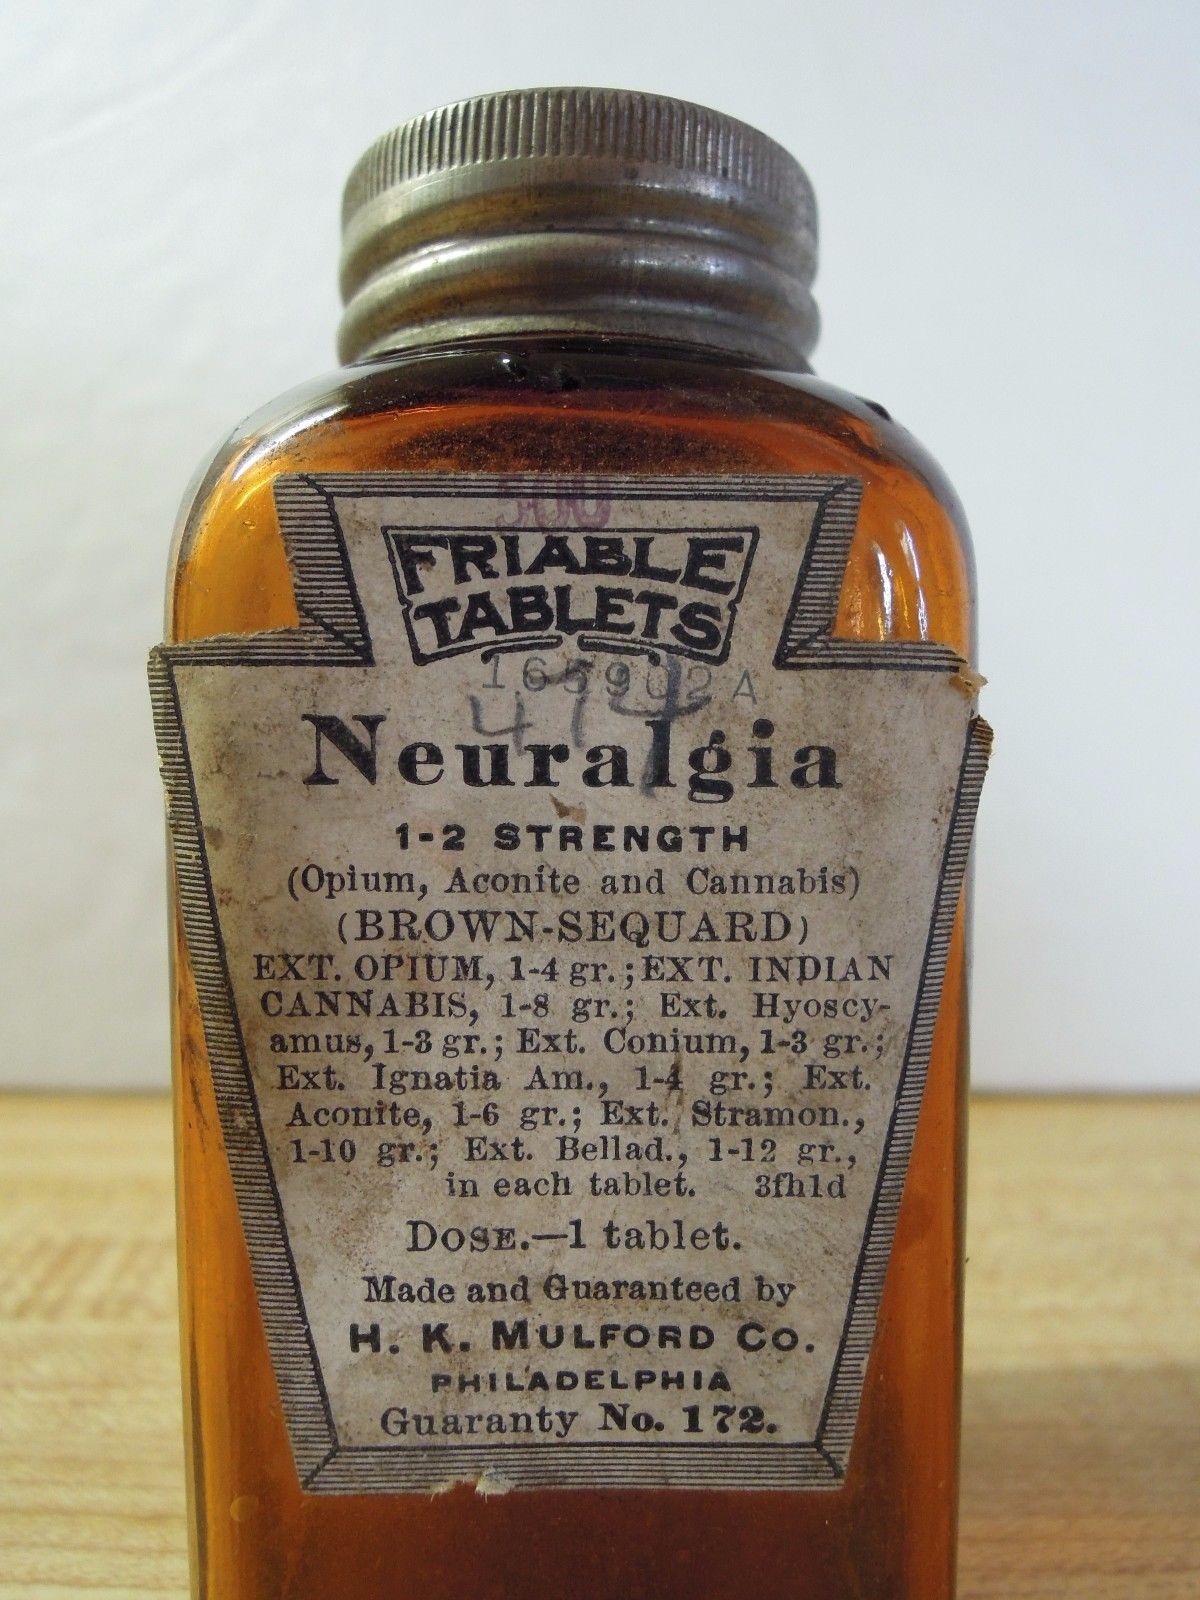 500
FRIABLE
TABLETS
165902A
474
Neuralgia
1-2 STRENGTH
(Opium, Aconite and Cannabis)
(BROWN-SEQUARD)
EXT. OPIUM, 1-4 gr.; EXT. INDIAN
CANNABIS, 1-8 gr.; Ext. Hyoscy-
amus, 1-3 gr.; Ext. Conium, 1-3 gr.;
Ext. Ignatia Am., 1-4 gr.; Ext.
Aconite, 1-6 gr.; Ext. Stramon.,
1-10 gr.; Ext. Bellad., 1-12 gr.,
in each tablet. 3fh1d
DOSE.—1 tablet.
Made and Guaranteed by
H. K. MULFORD CO.
PHILADELPHIA
Guaranty No. 172.